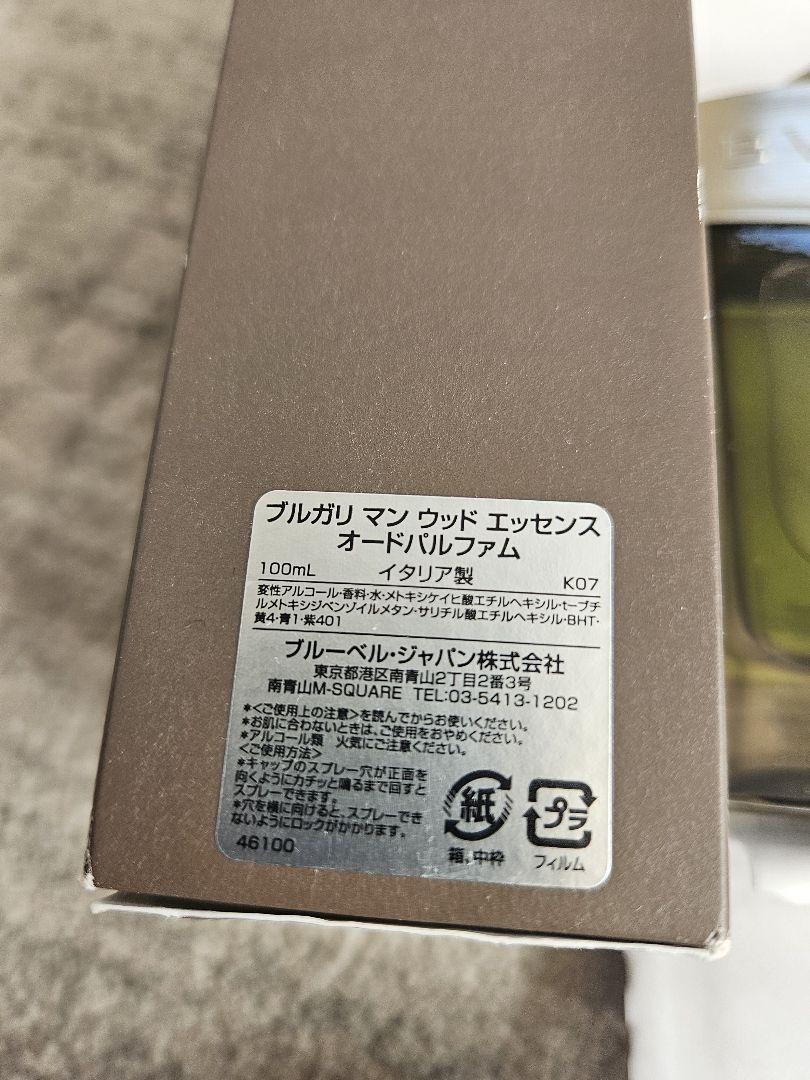 ブルガリ マン ウッド エッセンス
オードパルファム
100mL イタリア製 K07
変性アルコール・香料・水・メトキシケイヒ酸エチルヘキシル・t-ブチ
ルメトキシジベンゾイルメタン・サリチル酸エチルヘキシル・BHT・
黄4・青1・紫401
ブルーベル・ジャパン株式会社
東京都港区南青山2丁目2番3号
南青山M-SQUARE TEL:03-5413-1202
*<ご使用上の注意>を読んでからお使いください。
*お肌に合わないときは、ご使用をおやめください。
*アルコール類 火気にご注意ください。
<ご使用方法>
*キャップのスプレー穴が正面を
向くようにカチッと鳴るまで回すと
スプレーできます。
*穴を横に向けると、スプレーでき
ないようにロックがかかります。
46100
紙
箱、中枠
プラ
フィルム